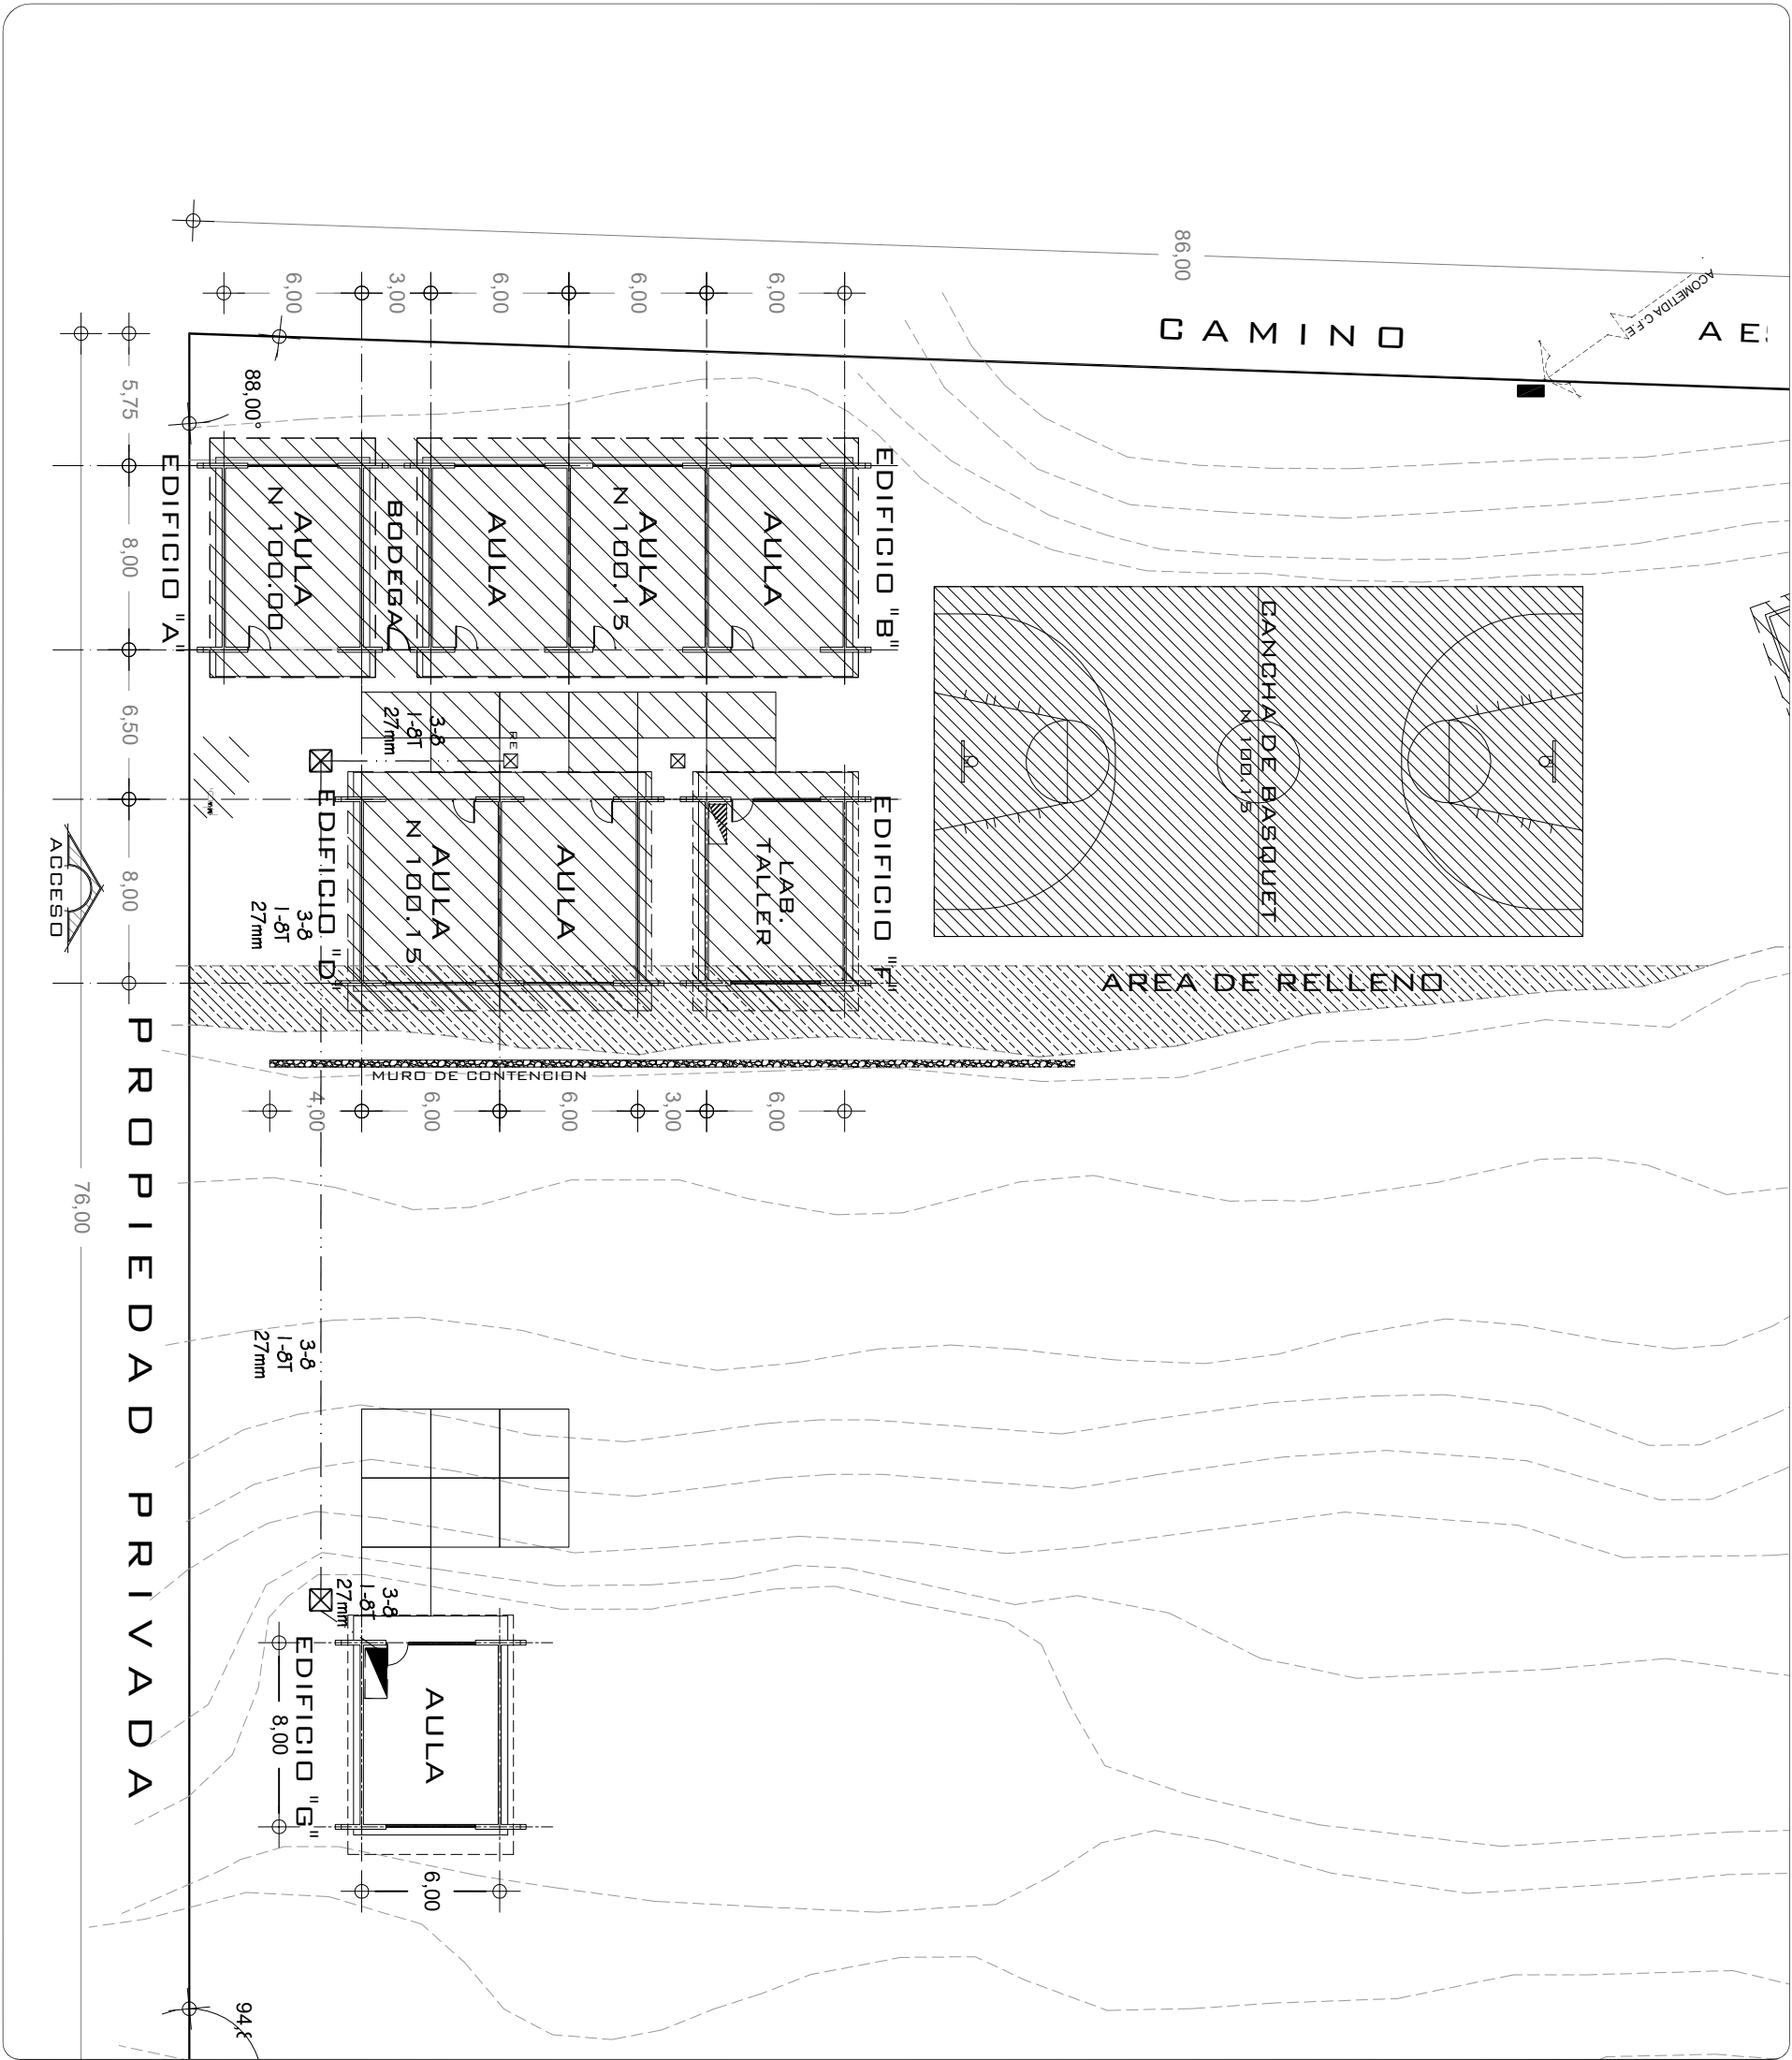 86,00
CAMINO
ACOMETIDA C.F.E.
6,00
3,00
6,00
6,00
6,00
88,00°
5,75
8,00
6,50
8,00
76,00
EDIFICIO "A"
AULA
N 100.00
BODEGA
AULA
AULA
N 100.15
AULA
EDIFICIO "B"
CANCHA DE BASQUET
N 100.15
3-8
1-8T
27mm
RE
EDIFICIO "D"
AULA
N 100.15
AULA
LAB.
TALLER
EDIFICIO "F"
ACCESO
3-8
1-8T
27mm
AREA DE RELLENO
MURO DE CONTENCION
4,00
6,00
6,00
3,00
6,00
PROPIEDAD PRIVADA
3-8
1-8T
27mm
3-8
1-8T
27mm
EDIFICIO "G"
8,00
AULA
6,00